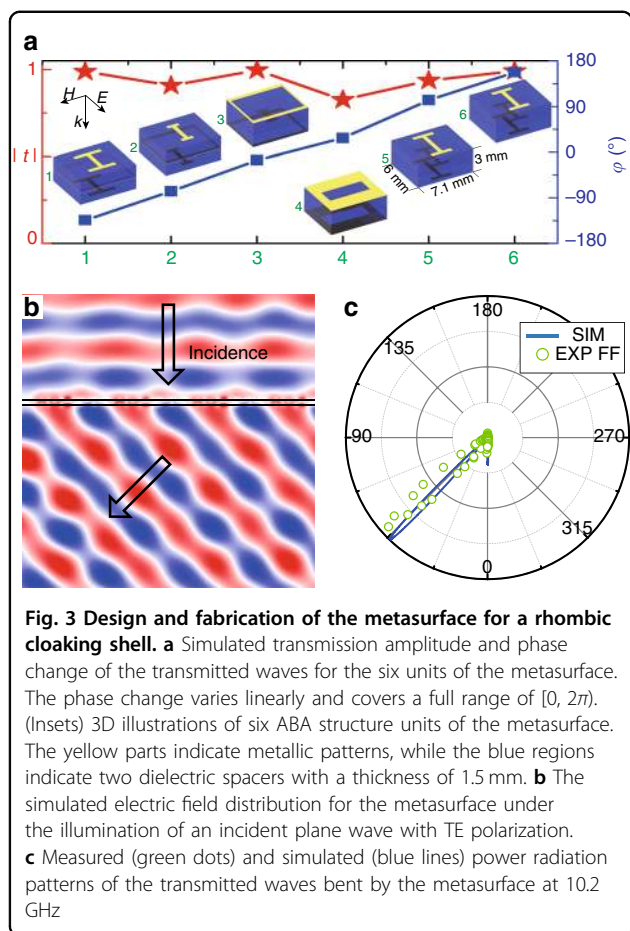 a
1
|t|
0
H
E
k
1
2
3
4
5
6
6 mm
7.1 mm
3 mm
180
90
0
−90
−180
φ (°)
1 2 3 4 5 6
b
Incidence
c
180
135
90
270
315
0
SIM
EXP FF
Fig. 3 Design and fabrication of the metasurface for a rhombic
cloaking shell. a Simulated transmission amplitude and phase
change of the transmitted waves for the six units of the metasurface.
The phase change varies linearly and covers a full range of [0, 2π).
(Insets) 3D illustrations of six ABA structure units of the metasurface.
The yellow parts indicate metallic patterns, while the blue regions
indicate two dielectric spacers with a thickness of 1.5 mm. b The
simulated electric field distribution for the metasurface under
the illumination of an incident plane wave with TE polarization.
c Measured (green dots) and simulated (blue lines) power radiation
patterns of the transmitted waves bent by the metasurface at 10.2
GHz